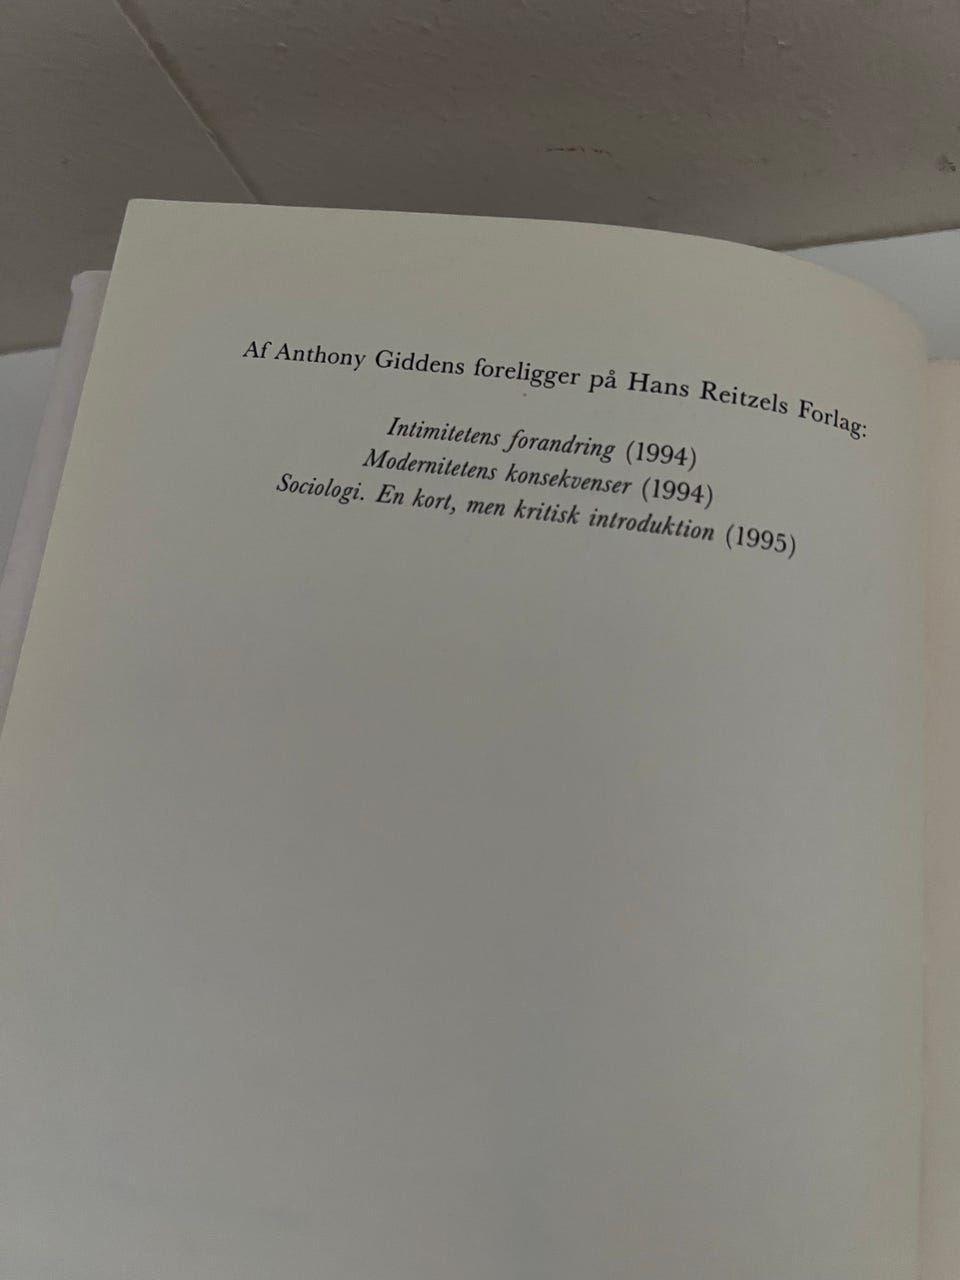 Af Anthony Giddens foreligger på Hans Reitzels Forlag:
Intimitetens forandring (1994)
Modernitetens konsekvenser (1994)
Sociologi. En kort, men kritisk introduktion (1995)